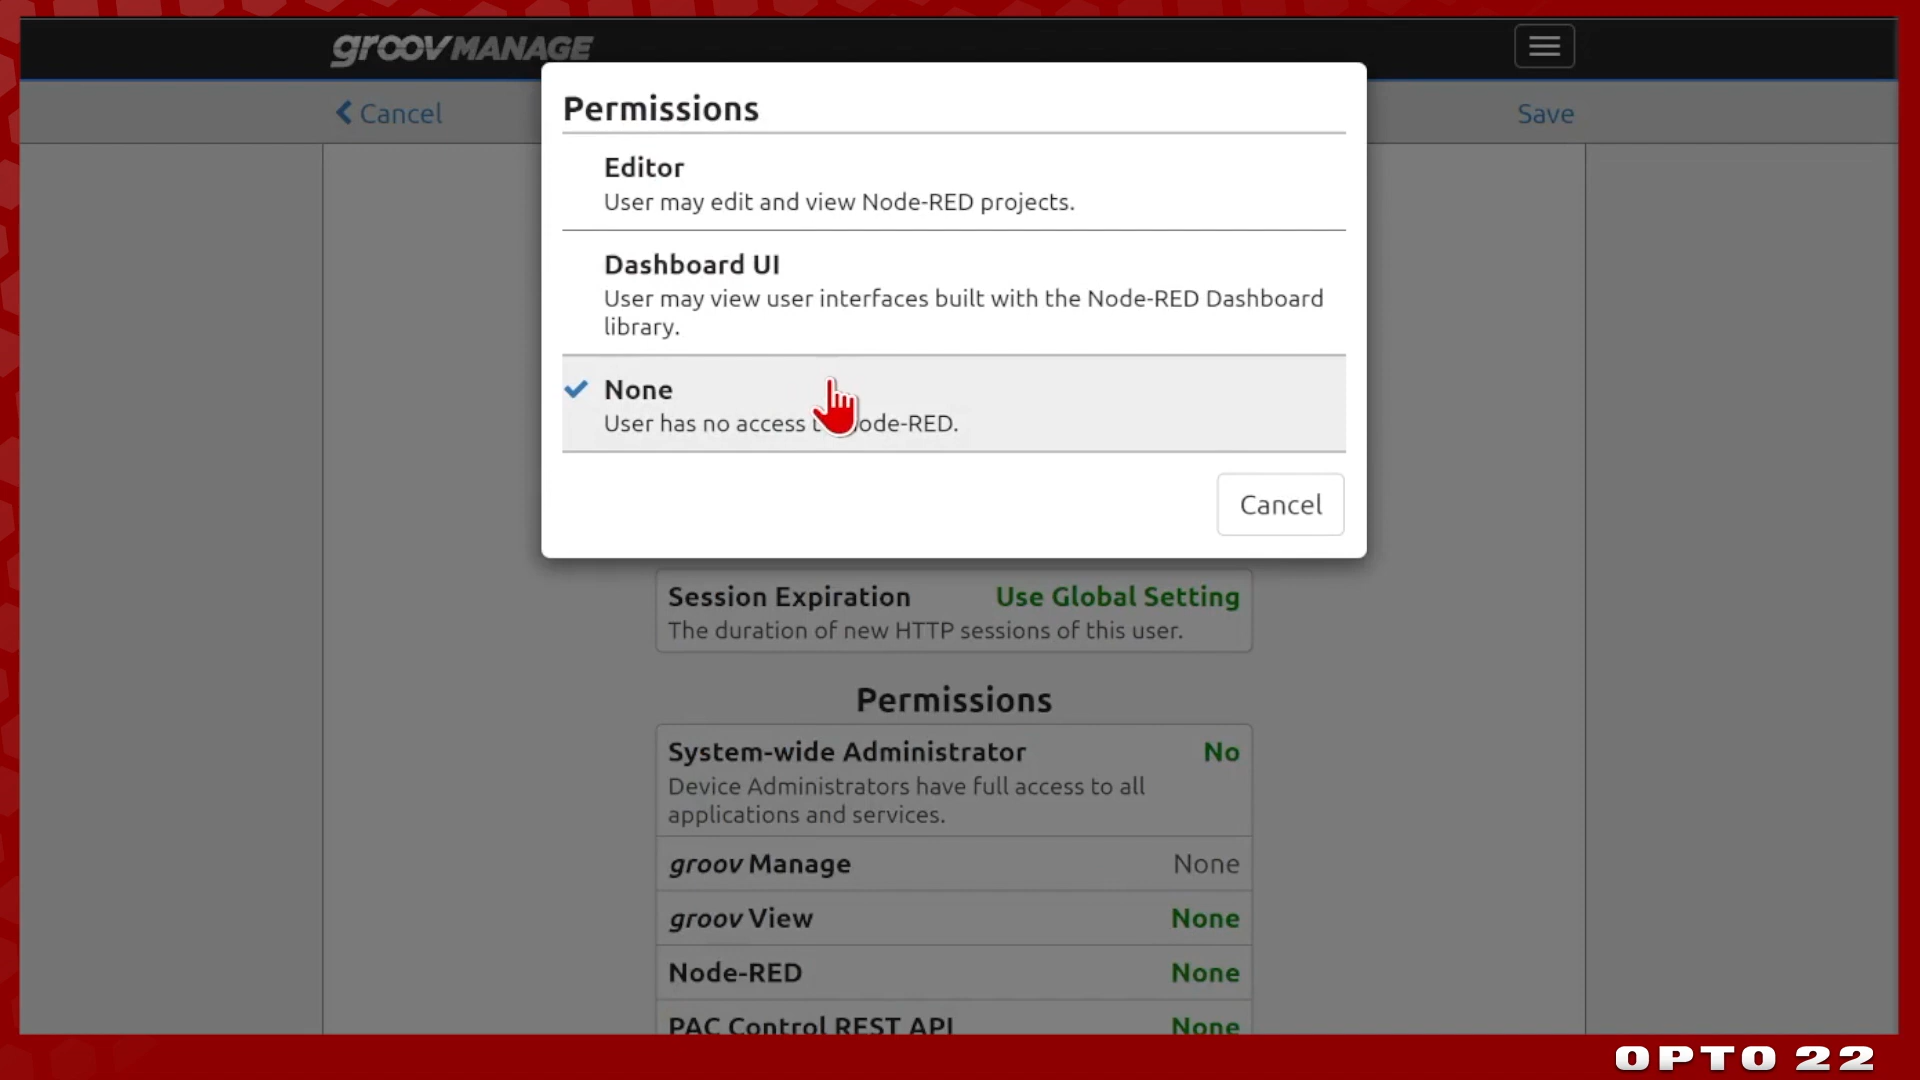 groov MANAGE
Cancel
Save
Permissions
Editor
User may edit and view Node-RED projects.
Dashboard UI
User may view user interfaces built with the Node-RED Dashboard
library.
None
User has no access ode-RED.
Cancel
Session Expiration Use Global Setting
The duration of new HTTP sessions of this user.
Permissions
System-wide Administrator No
Device Administrators have full access to all
applications and services.
groov Manage None
groov View None
Node-RED None
PAC Control REST API None
OPTO 22